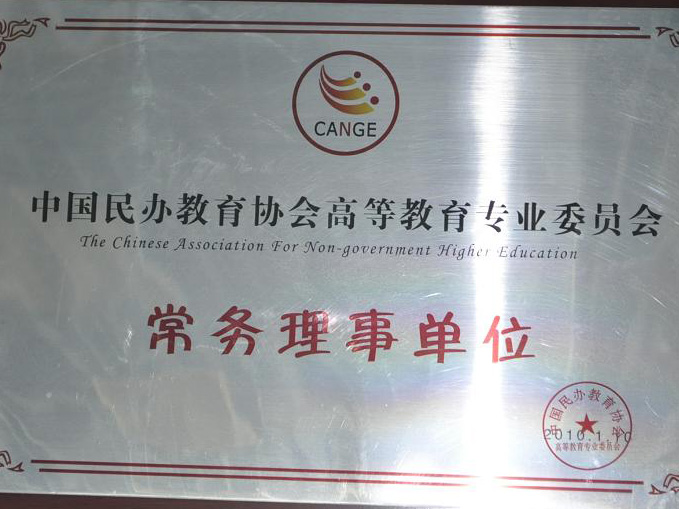 CANGE
中国民办教育协会高等教育专业委员会
The Chinese Association For Non-government Higher Education
常务理事单位
中国民办教育协会
2010.1.10
高等教育专业委员会